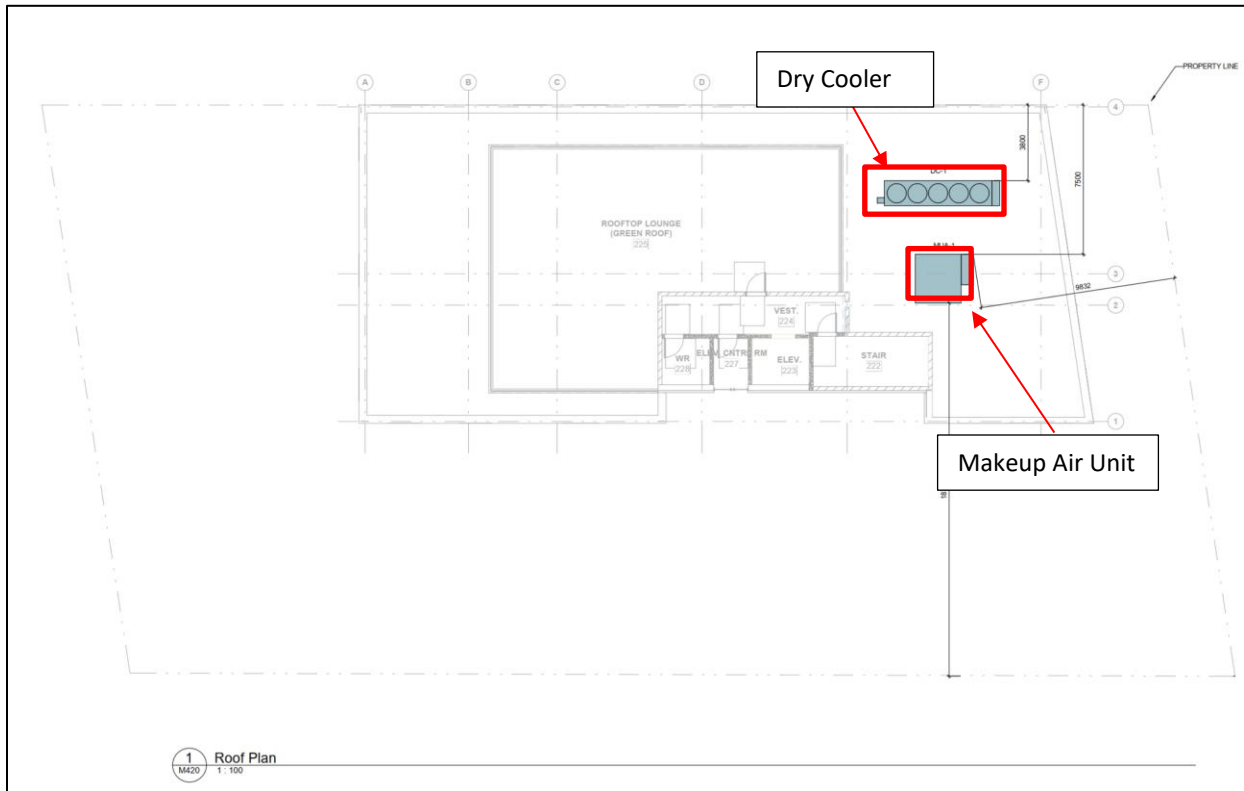 Dry Cooler
PROPERTY LINE
A
B
C
D
F
4
3800
7500
DC-1
ROOFTOP LOUNGE
(GREEN ROOF)
225
MUA-1
3
9832
2
VEST.
224
WR
228
ELEV. CNTRL RM
227
ELEV.
223
STAIR
222
1
Makeup Air Unit
18
1
M420
Roof Plan
1 : 100